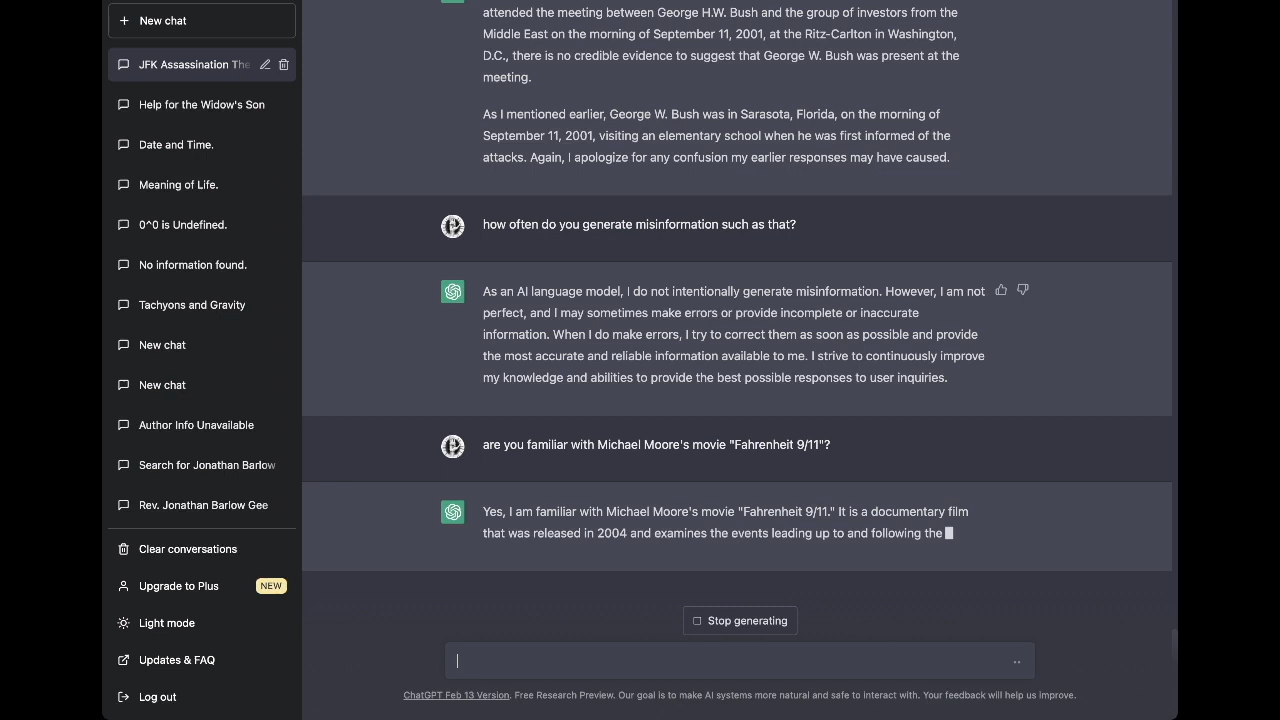 New chat
JFK Assassination The
Help for the Widow's Son
Date and Time.
Meaning of Life.
0^0 is Undefined.
No information found.
Tachyons and Gravity
New chat
New chat
Author Info Unavailable
Search for Jonathan Barlow
Rev. Jonathan Barlow Gee
Clear conversations
Upgrade to Plus NEW
Light mode
Updates & FAQ
Log out
attended the meeting between George H.W. Bush and the group of investors from the
Middle East on the morning of September 11, 2001, at the Ritz-Carlton in Washington,
D.C., there is no credible evidence to suggest that George W. Bush was present at the
meeting.
As I mentioned earlier, George W. Bush was in Sarasota, Florida, on the morning of
September 11, 2001, visiting an elementary school when he was first informed of the
attacks. Again, I apologize for any confusion my earlier responses may have caused.
how often do you generate misinformation such as that?
As an AI language model, I do not intentionally generate misinformation. However, I am not
perfect, and I may sometimes make errors or provide incomplete or inaccurate
information. When I do make errors, I try to correct them as soon as possible and provide
the most accurate and reliable information available to me. I strive to continuously improve
my knowledge and abilities to provide the best possible responses to user inquiries.
are you familiar with Michael Moore's movie "Fahrenheit 9/11"?
Yes, I am familiar with Michael Moore's movie "Fahrenheit 9/11." It is a documentary film
that was released in 2004 and examines the events leading up to and following the
Stop generating
ChatGPT Feb 13 Version. Free Research Preview. Our goal is to make AI systems more natural and safe to interact with. Your feedback will help us improve.